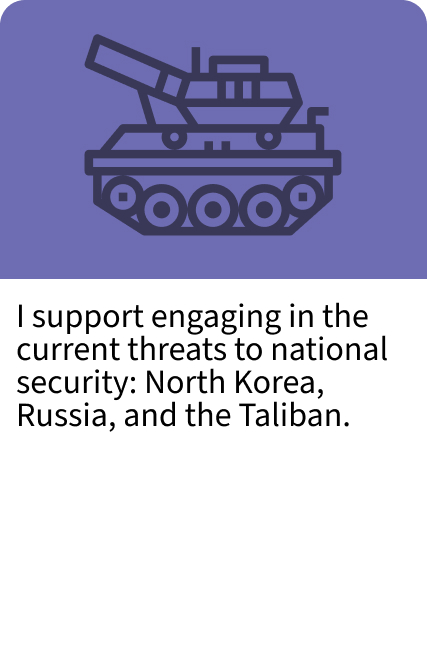 I support engaging in the
current threats to national
security: North Korea,
Russia, and the Taliban.